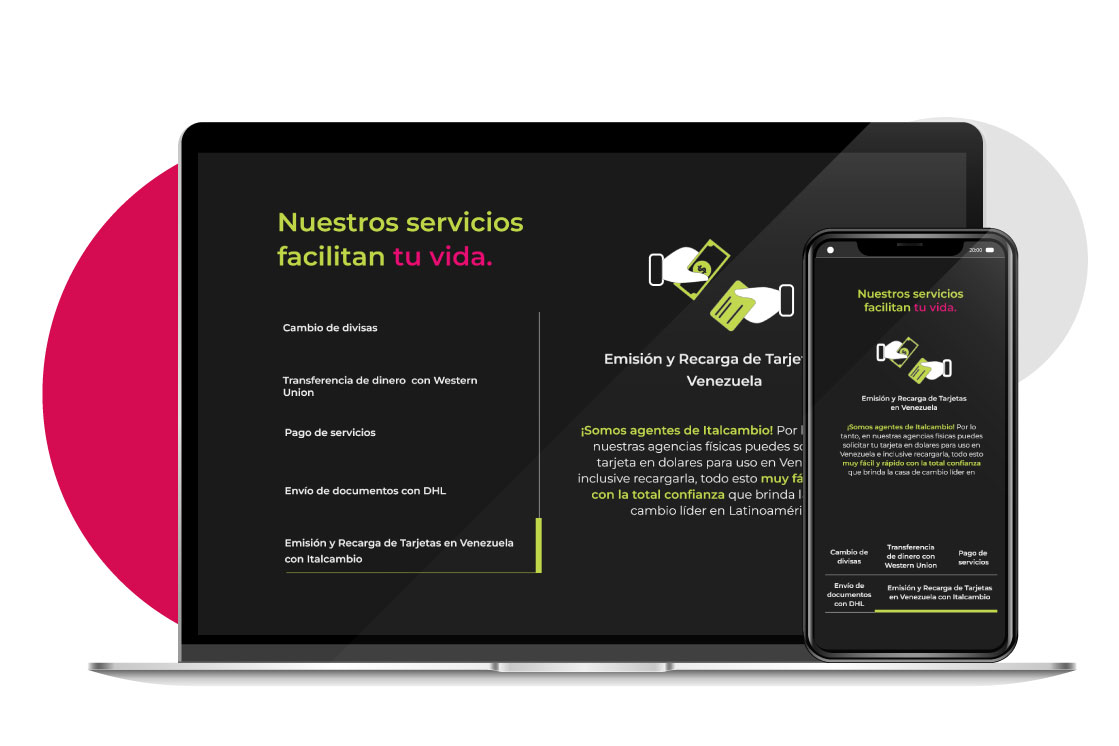 Nuestros servicios
facilitan tu vida.
Cambio de divisas
Transferencia de dinero con Western
Union
Pago de servicios
Envío de documentos con DHL
Emisión y Recarga de Tarjetas en Venezuela
con Italcambio
$
Emisión y Recarga de Tarje
Venezuela
¡Somos agentes de Italcambio! Por l
nuestras agencias físicas puedes so
tarjeta en dolares para uso en Ven
inclusive recargarla, todo esto muy fá
con la total confianza que brinda l
cambio líder en Latinoaméri
20:00
Nuestros servicios
facilitan tu vida.
Emisión y Recarga de Tarjetas
en Venezuela
¡Somos agentes de Italcambio! Por lo
tanto, en nuestras agencias físicas puedes
solicitar tu tarjeta en dolares para uso en
Venezuela e inclusive recargarla, todo esto
muy fácil y rápido con la total confianza
que brinda la casa de cambio líder en
Cambio de
divisas
Transferencia
de dinero con
Western Union
Pago de
servicios
Envío de
documentos
con DHL
Emisión y Recarga de Tarjetas
en Venezuela con Italcambio